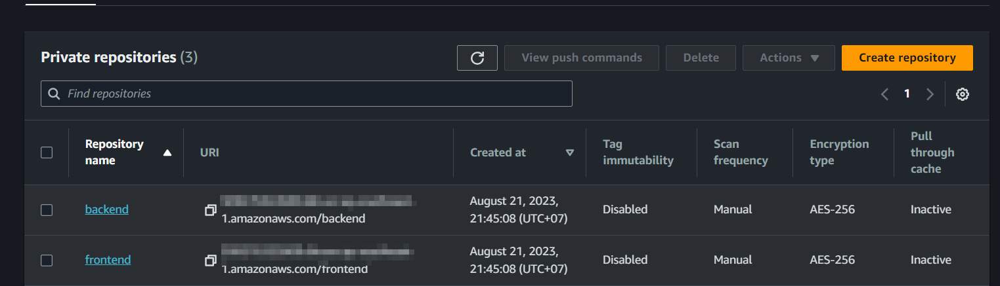 Private repositories (3)
View push commands
Delete
Actions
Create repository
Find repositories
1
Repository name
URI
Created at
Tag immutability
Scan frequency
Encryption type
Pull through cache
backend
1.amazonaws.com/backend
August 21, 2023,
21:45:08 (UTC+07)
Disabled
Manual
AES-256
Inactive
frontend
1.amazonaws.com/frontend
August 21, 2023,
21:45:08 (UTC+07)
Disabled
Manual
AES-256
Inactive